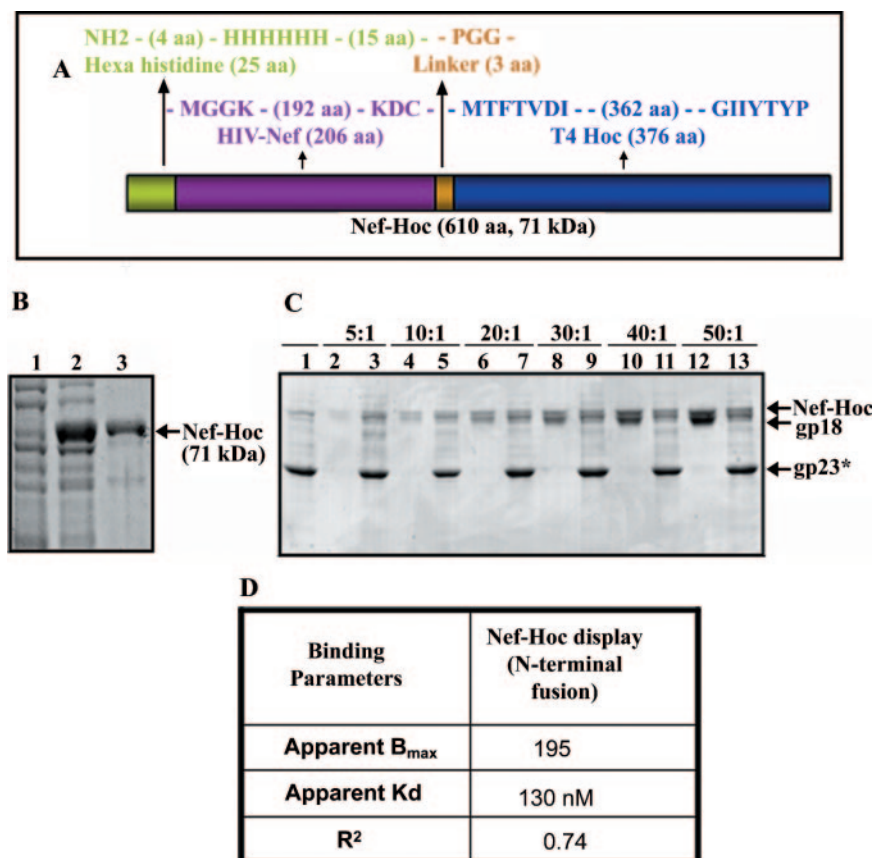 NH2 - (4 aa) - HHHHHH - (15 aa) - - PGG -
A Hexa histidine (25 aa) Linker (3 aa)
- MGGK - (192 aa) - KDC - - MTFTVDI - - (362 aa) - - GIIYTYP
HIV-Nef (206 aa) T4 Hoc (376 aa)
Nef-Hoc (610 aa, 71 kDa)
B
1 2 3
Nef-Hoc
(71 kDa)
C
5:1 10:1 20:1 30:1 40:1 50:1
1 2 3 4 5 6 7 8 9 10 11 12 13
Nef-Hoc
gp18
gp23*
D
Binding Parameters Nef-Hoc display (N-terminal fusion)
Apparent Bmax 195
Apparent Kd 130 nM
R² 0.74